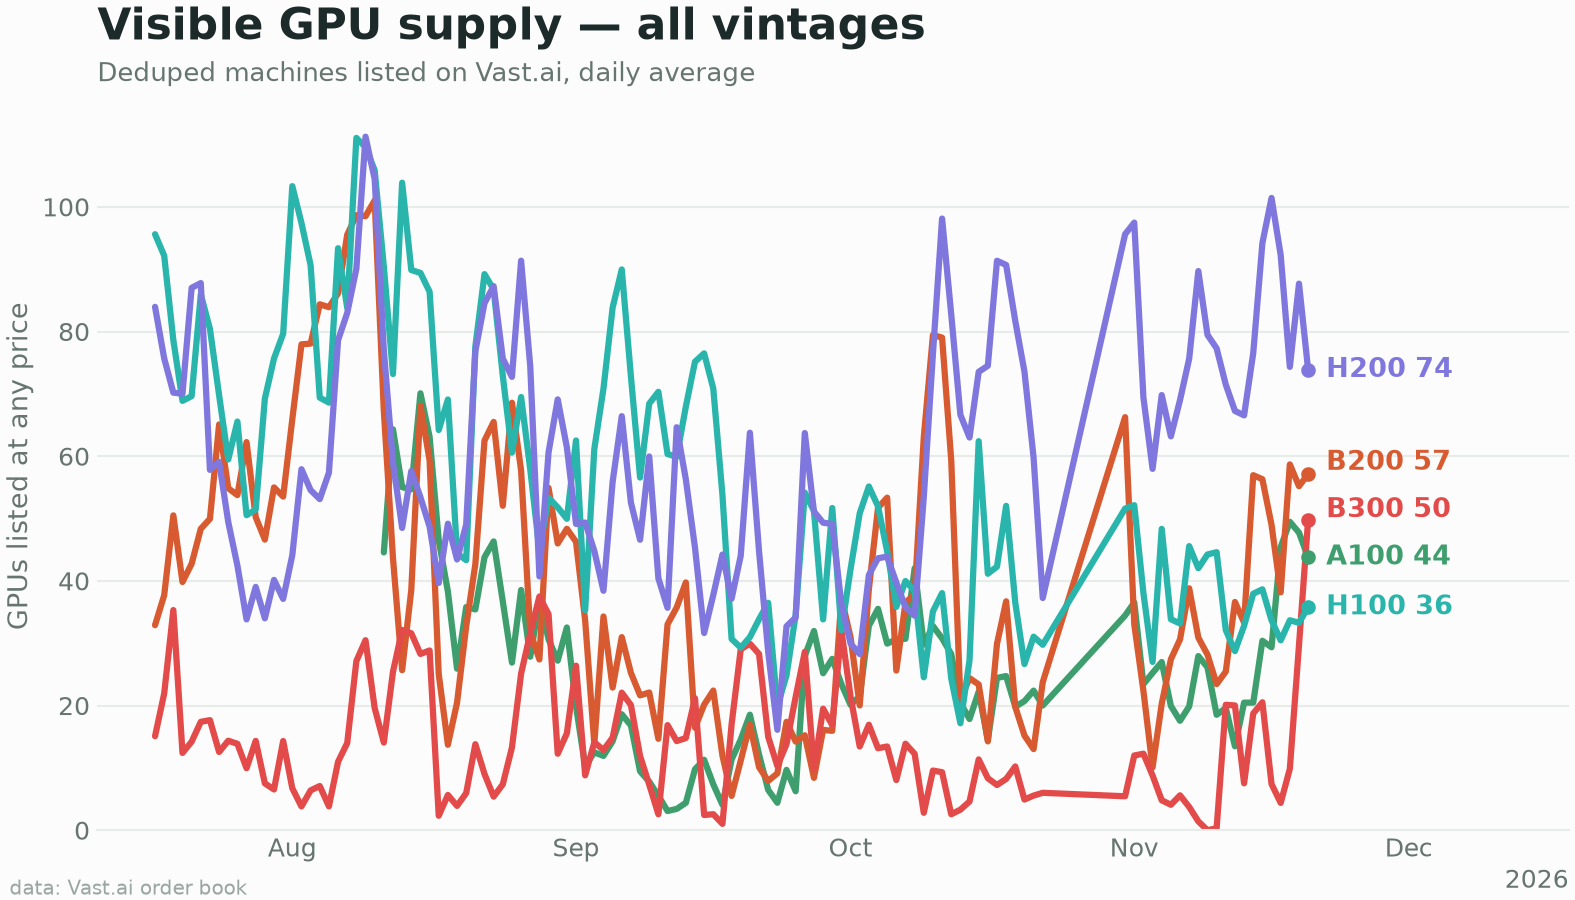 Visible GPU supply — all vintages
Deduped machines listed on Vast.ai, daily average
GPUs listed at any price
100
80
60
40
20
0
H200 74
B200 57
B300 50
A100 44
H100 36
Aug Sep Oct Nov Dec
2026
data: Vast.ai order book